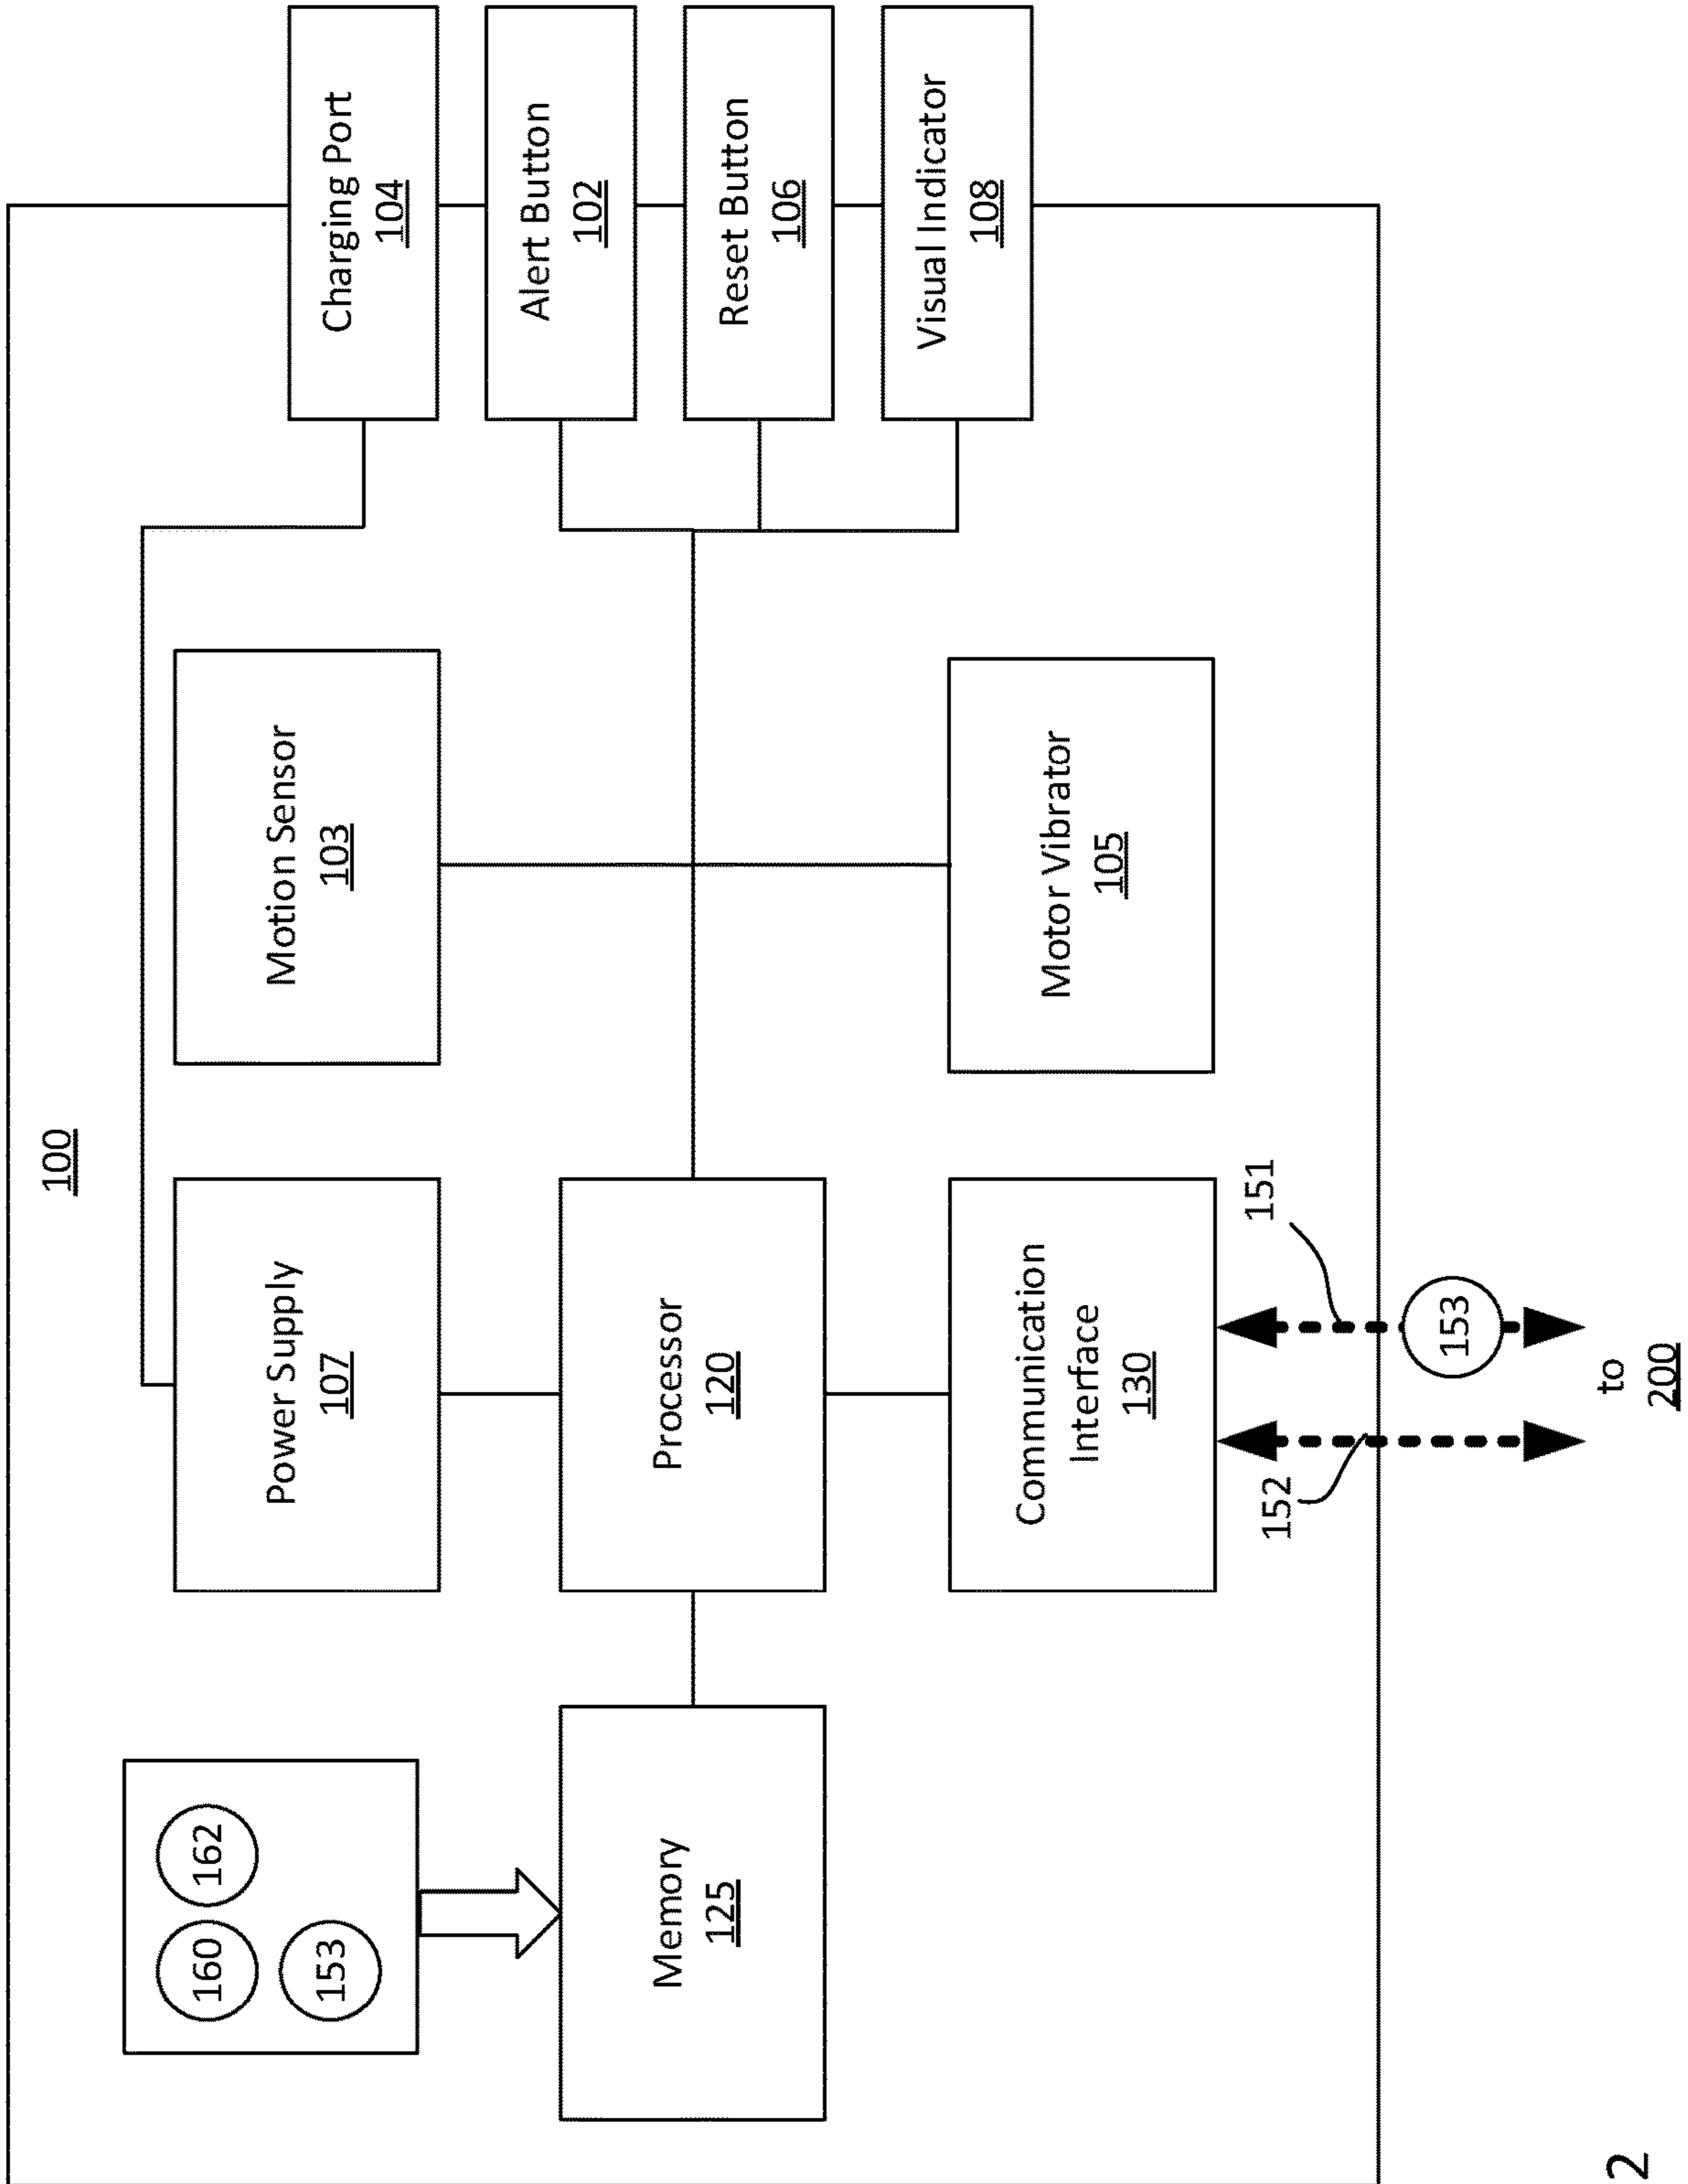 100
160
162
153
Power Supply
107
Motion Sensor
103
Charging Port
104
Alert Button
102
Memory
125
Processor
120
Reset Button
106
Visual Indicator
108
Communication
Interface
130
Motor Vibrator
105
152
151
153
to
200
2